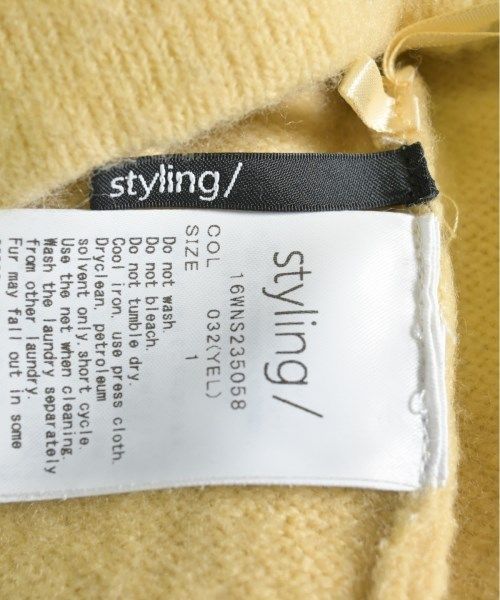 styling/
styling/
16WNS235058
COL 032(YEL)
SIZE 1
Do not wash.
Do not bleach.
Do not tumble dry.
Cool iron, use press cloth.
Dryclean, petroleum
solvent only,short cycle.
Use the net when cleaning.
Wash the laundry separately
from other laundry.
Fur may fall out in some